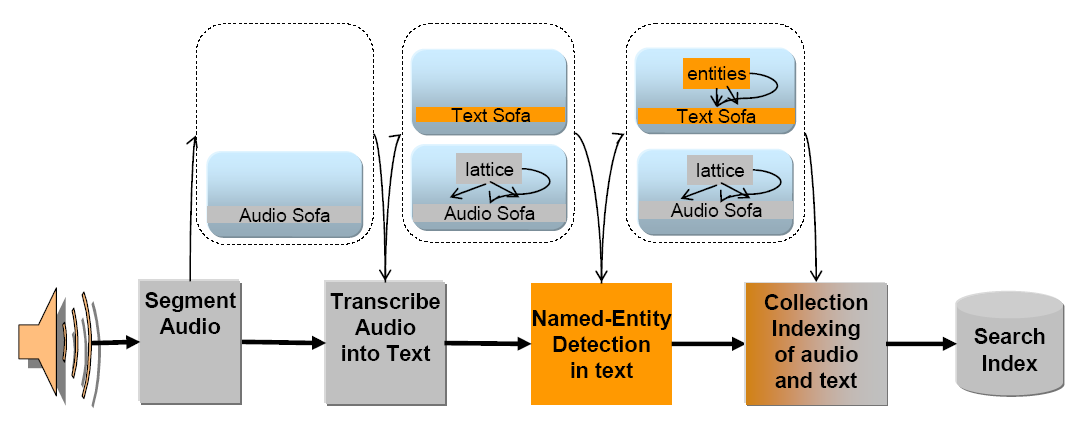 entities
Text Sofa
Text Sofa
lattice
lattice
Audio Sofa
Audio Sofa
Audio Sofa
Segment
Audio
Transcribe
Audio
into Text
Named-Entity
Detection
in text
Collection
Indexing
of audio
and text
Search
Index